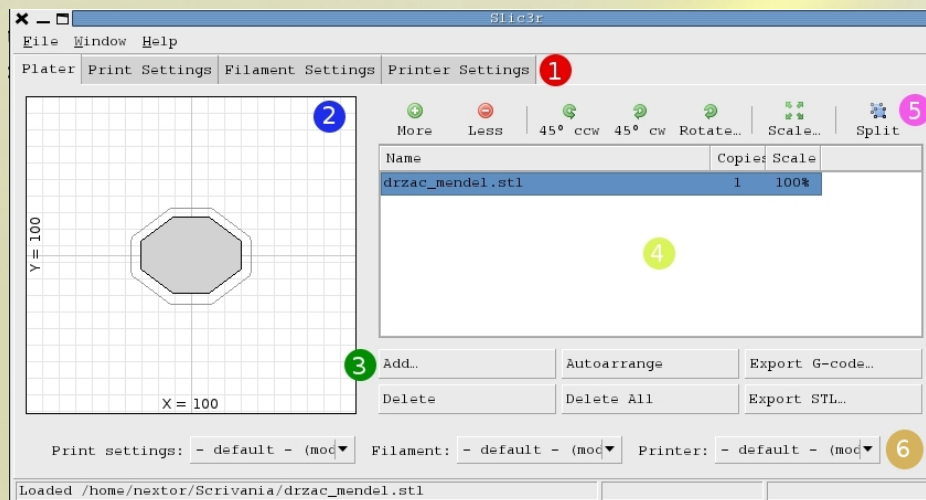 Slic3r
File Window Help
Plater Print Settings Filament Settings Printer Settings 1
2
More Less 45° ccw 45° cw Rotate… Scale… Split 5
Name Copies Scale
drzac_mendel.stl 1 100%
4
Y = 100
X = 100
3 Add… Autoarrange Export G-code…
Delete Delete All Export STL…
Print settings: - default - (mod Filament: - default - (mod Printer: - default - (mod 6
Loaded /home/nextor/Scrivania/drzac_mendel.stl